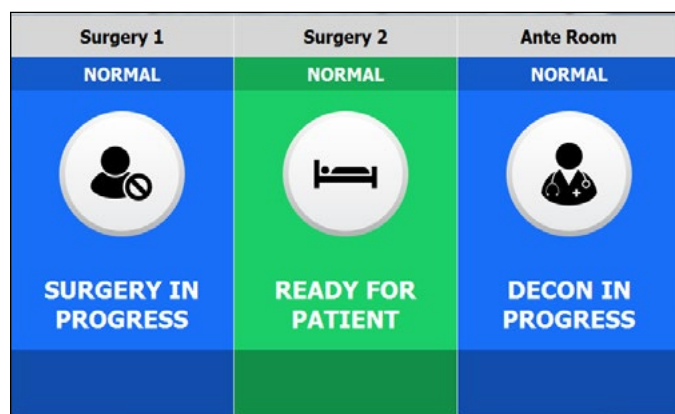 Surgery 1
NORMAL
SURGERY IN
PROGRESS
Surgery 2
NORMAL
READY FOR
PATIENT
Ante Room
NORMAL
DECON IN
PROGRESS